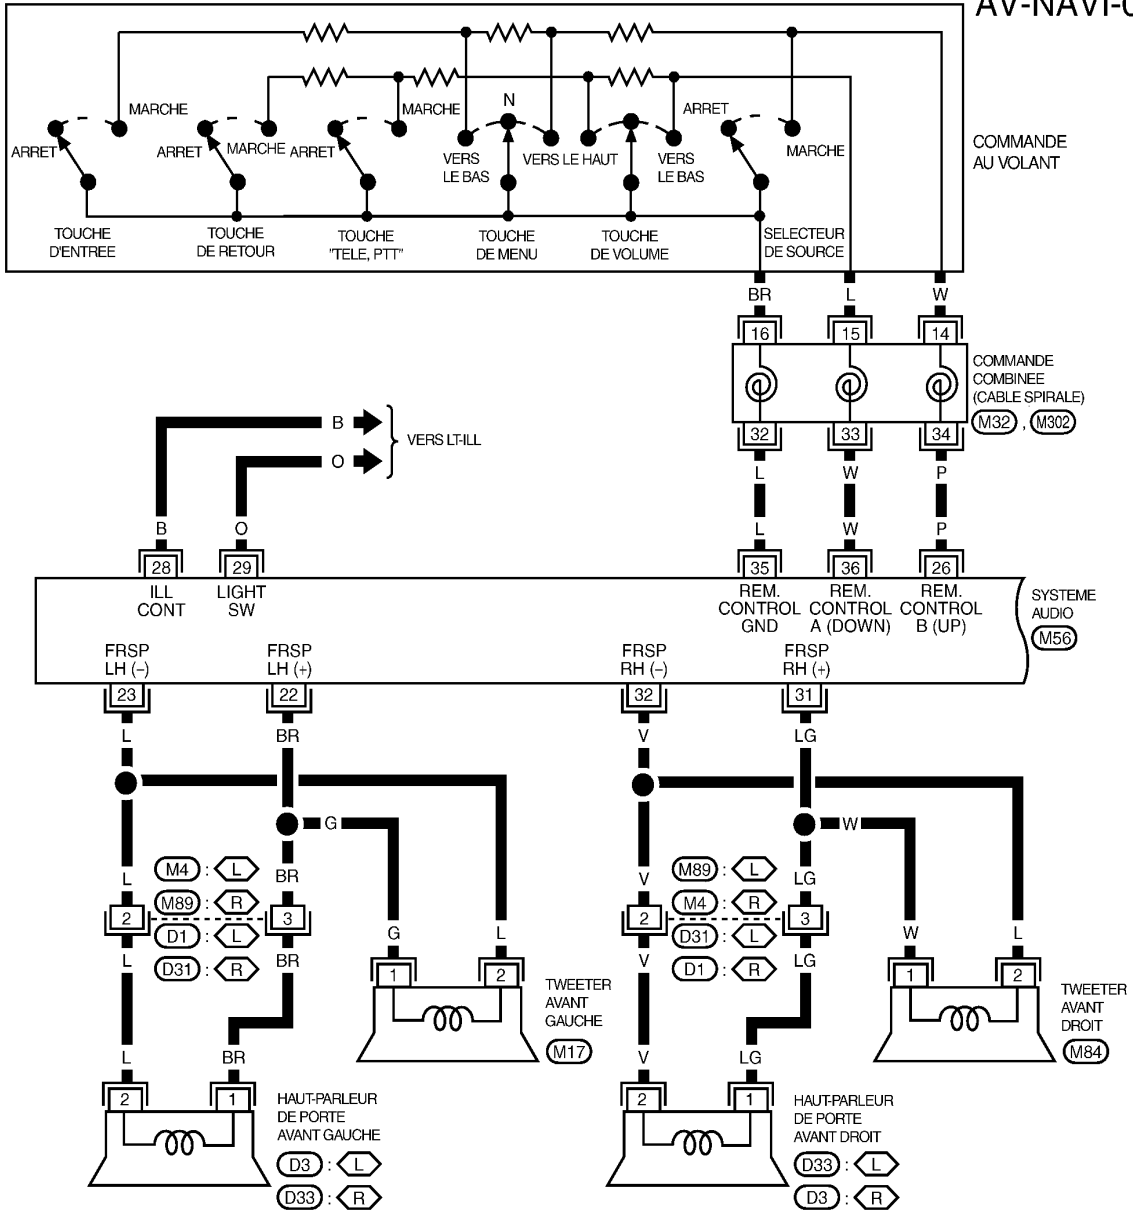 AV-NAVI-0
MARCHE
ARRET
ARRET
MARCHE
MARCHE
ARRET
N
VERS
LE BAS
VERS LE HAUT
VERS
LE BAS
ARRET
MARCHE
COMMANDE
AU VOLANT
TOUCHE
D'ENTREE
TOUCHE
DE RETOUR
TOUCHE
"TELE, PTT"
TOUCHE
DE MENU
TOUCHE
DE VOLUME
SELECTEUR
DE SOURCE
BR L W
16 15 14
COMMANDE
COMBINEE
(CABLE SPIRALE)
M32 , M302
32 33 34
L W P
B
O
VERS LT-ILL
B O
L W P
28 29
35 36 26
ILL
CONT
LIGHT
SW
REM.
CONTROL
GND
REM.
CONTROL
A (DOWN)
REM.
CONTROL
B (UP)
SYSTEME
AUDIO
M56
FRSP
LH (–)
FRSP
LH (+)
FRSP
RH (–)
FRSP
RH (+)
23 22 32 31
L BR V LG
G W
M4 : L
M89 : R
D1 : L
D31 : R
M89 : L
M4 : R
D31 : L
D1 : R
L BR V LG
2 3 2 3
L BR V LG
G L W L
1 2 1 2
TWEETER
AVANT
GAUCHE
M17
TWEETER
AVANT
DROIT
M84
L BR V LG
2 1 2 1
HAUT-PARLEUR
DE PORTE
AVANT GAUCHE
D3 : L
D33 : R
HAUT-PARLEUR
DE PORTE
AVANT DROIT
D33 : L
D3 : R